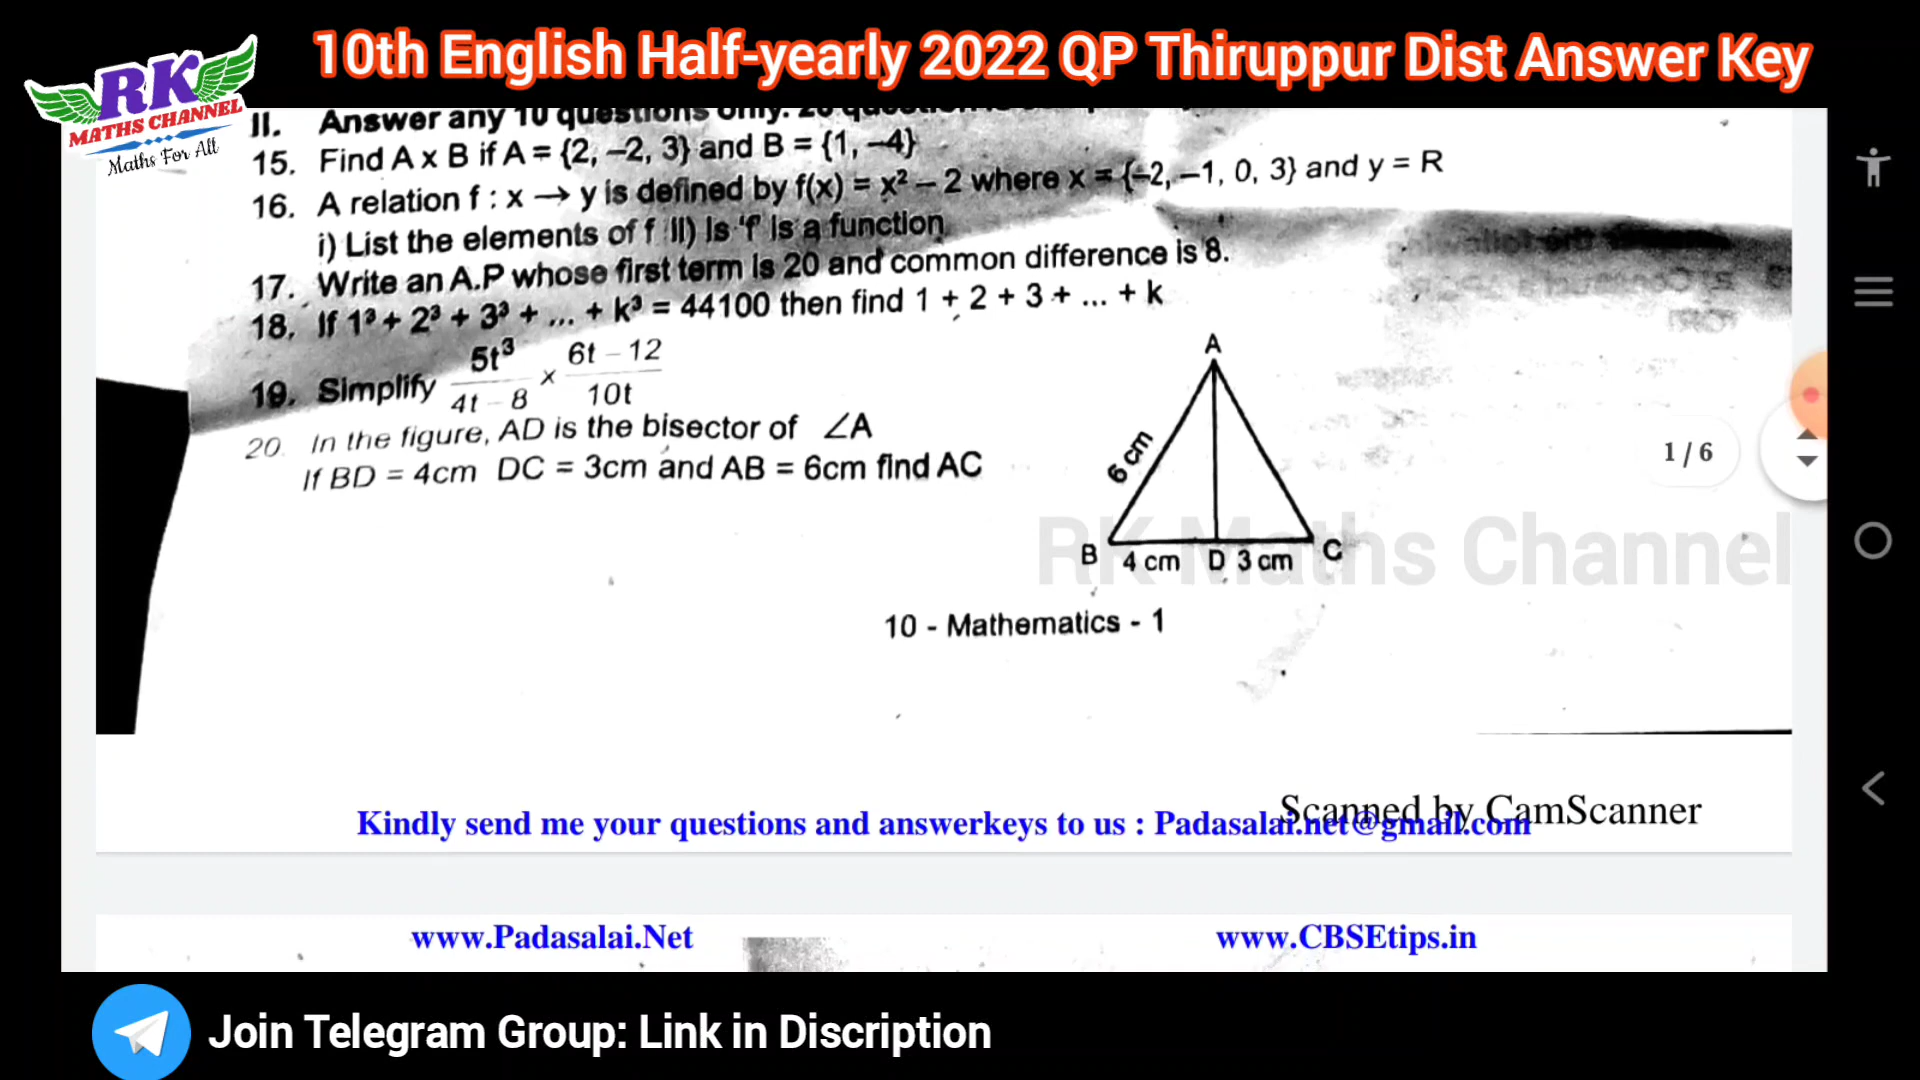 10th English Half-yearly 2022 QP Thiruppur Dist Answer Key
RK
MATHS CHANNEL
Maths For All
II. Answer any 10 questions only.
15. Find A x B if A = {2, –2, 3} and B = {1, –4}
16. A relation f : x → y is defined by f(x) = x² – 2 where x = {–2, –1, 0, 3} and y = R
i) List the elements of f II) Is 'f' Is a function
17. Write an A.P whose first term Is 20 and common difference is 8.
18. If 1³ + 2³ + 3³ + ... + k³ = 44100 then find 1 + 2 + 3 + ... + k
19. Simplify 5t³/4t – 8 × 6t – 12/10t
20. In the figure, AD is the bisector of ∠A
If BD = 4cm DC = 3cm and AB = 6cm find AC
A
6 cm
B 4 cm D 3 cm C
1 / 6
RK Maths Channel
10 - Mathematics - 1
Scanned by CamScanner
Kindly send me your questions and answerkeys to us : Padasalai.net@gmail.com
www.Padasalai.Net www.CBSEtips.in
Join Telegram Group: Link in Discription